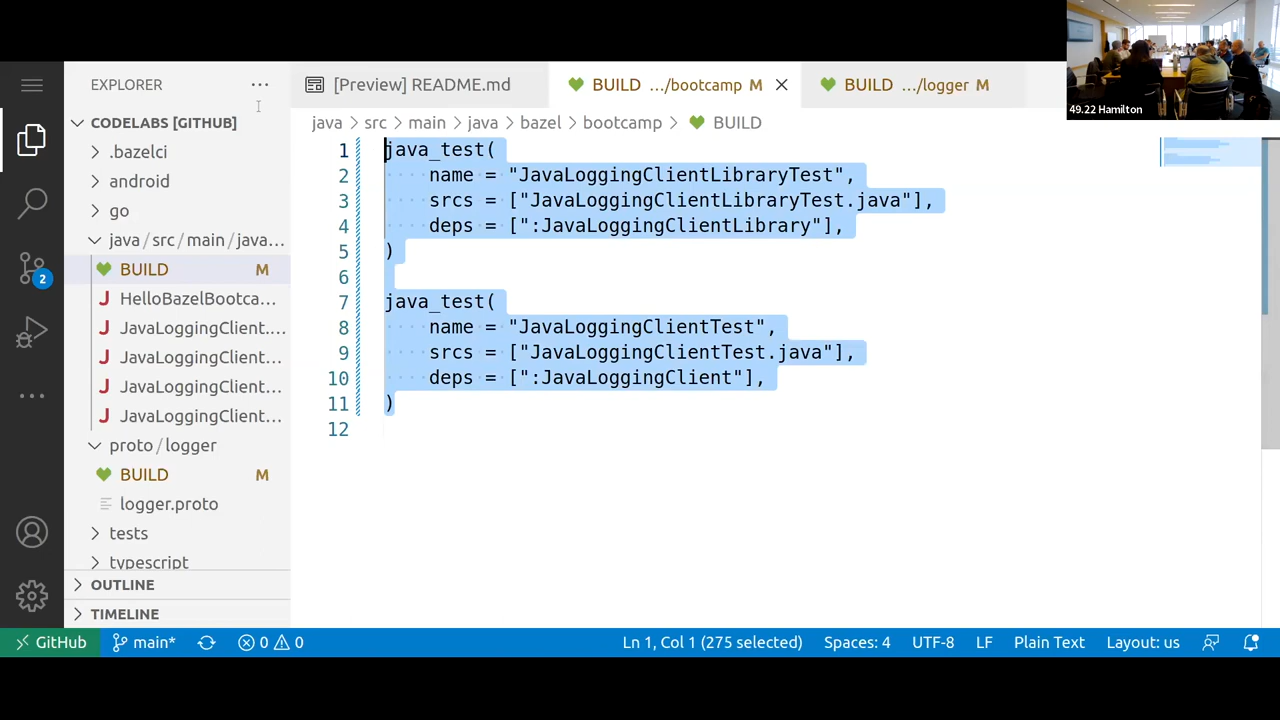 49.22 Hamilton
EXPLORER
[Preview] README.md
BUILD .../bootcamp M
BUILD .../logger M
CODELABS [GITHUB]
java > src > main > java > bazel > bootcamp > BUILD
.bazelci
android
go
java/src/main/java...
BUILD M
HelloBazelBootca...
JavaLoggingClient....
JavaLoggingClient...
JavaLoggingClient...
JavaLoggingClient...
proto/logger
BUILD M
logger.proto
tests
typescript
OUTLINE
TIMELINE
2
1 java_test(
2 name = "JavaLoggingClientLibraryTest",
3 srcs = ["JavaLoggingClientLibraryTest.java"],
4 deps = [":JavaLoggingClientLibrary"],
5 )
6
7 java_test(
8 name = "JavaLoggingClientTest",
9 srcs = ["JavaLoggingClientTest.java"],
10 deps = [":JavaLoggingClient"],
11 )
12
GitHub main* 0 0 Ln 1, Col 1 (275 selected) Spaces: 4 UTF-8 LF Plain Text Layout: us